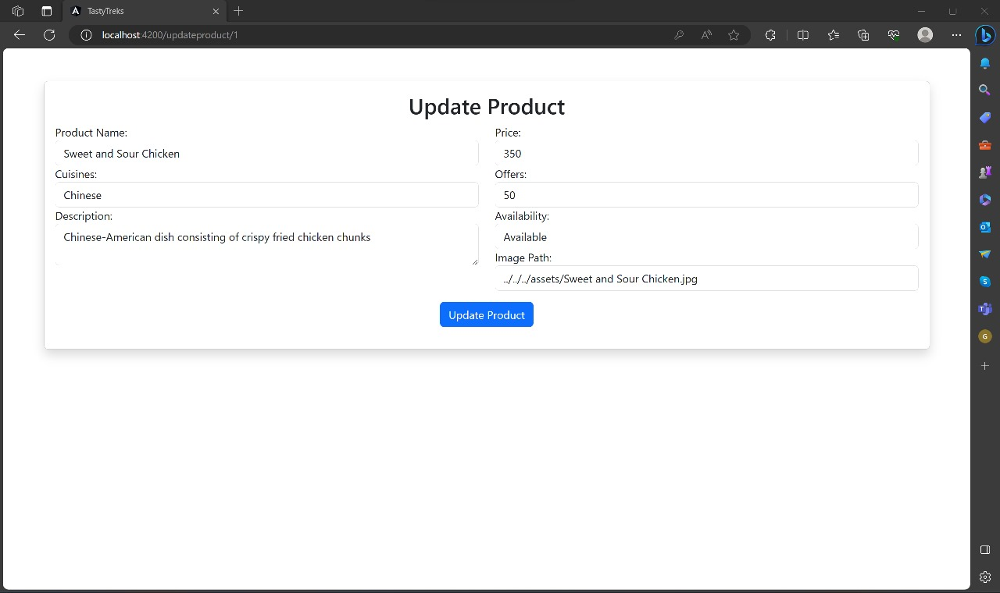 TastyTreks
localhost:4200/updateproduct/1
Update Product
Product Name:
Sweet and Sour Chicken
Cuisines:
Chinese
Description:
Chinese-American dish consisting of crispy fried chicken chunks
Price:
350
Offers:
50
Availability:
Available
Image Path:
../../../assets/Sweet and Sour Chicken.jpg
Update Product